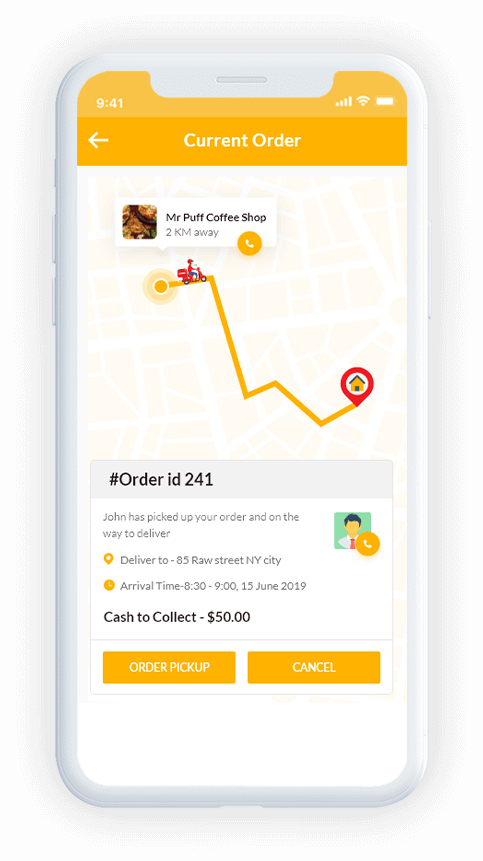 9:41
Current Order
Mr Puff Coffee Shop
2 KM away
#Order id 241
John has picked up your order and on the
way to deliver
Deliver to - 85 Raw street NY city
Arrival Time-8:30 - 9:00, 15 June 2019
Cash to Collect - $50.00
ORDER PICKUP
CANCEL